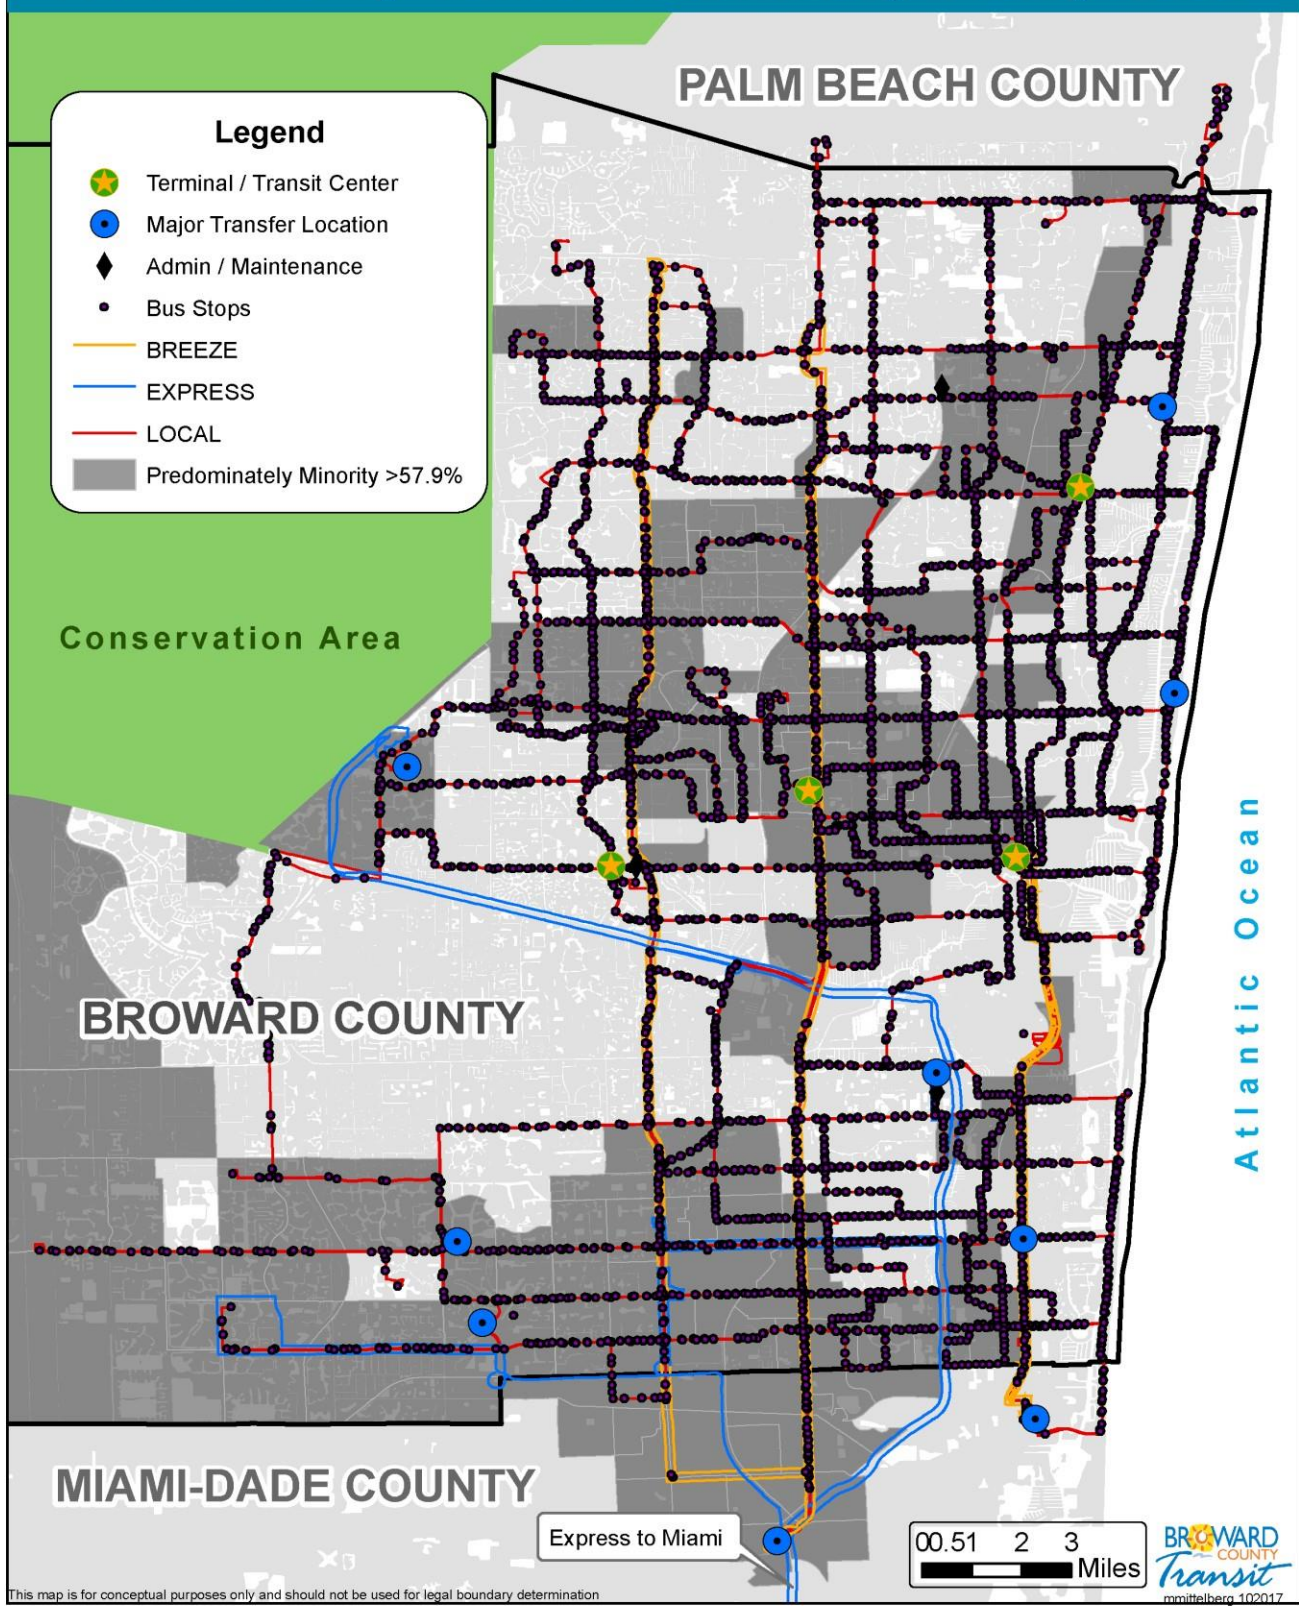 PALM BEACH COUNTY
Legend
Terminal / Transit Center
Major Transfer Location
Admin / Maintenance
Bus Stops
BREEZE
EXPRESS
LOCAL
Predominately Minority >57.9%
Conservation Area
Atlantic Ocean
BROWARD COUNTY
MIAMI-DADE COUNTY
Express to Miami
00.51 2 3
Miles
BROWARD
COUNTY
Transit
This map is for conceptual purposes only and should not be used for legal boundary determination
mmittelberg 102017